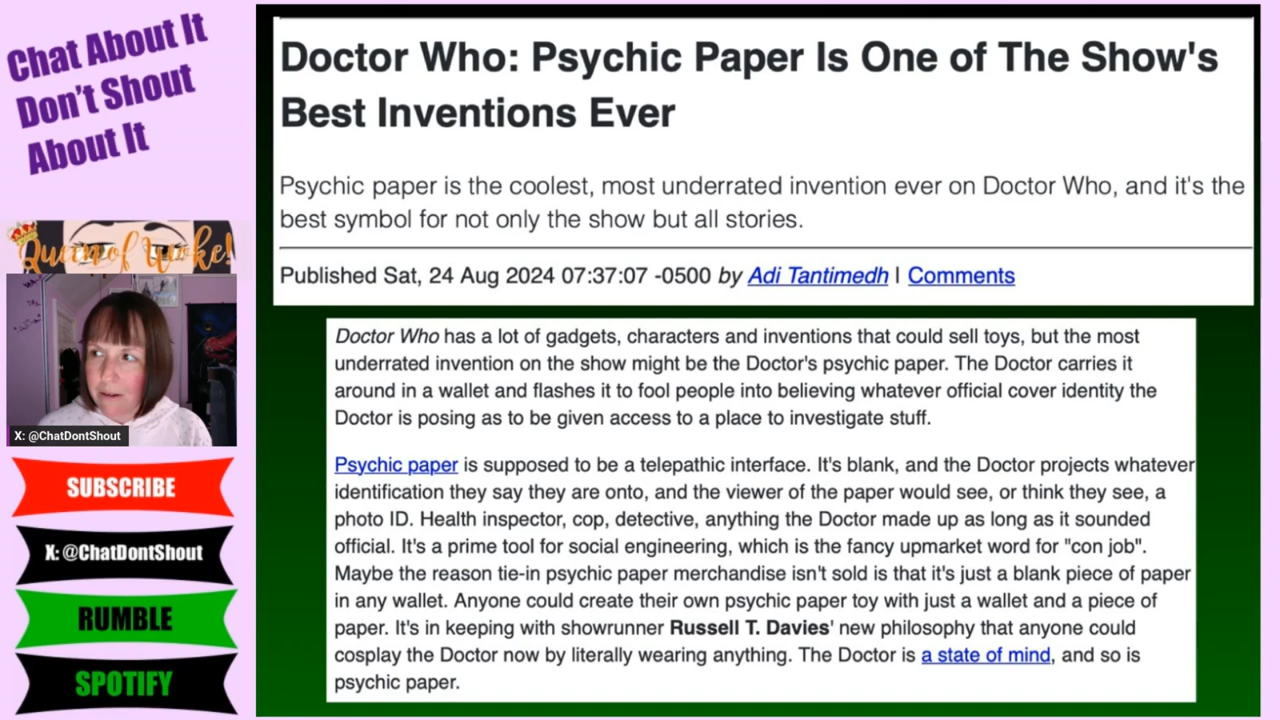 Chat About It
Don't Shout
About It
Queen of Woke!
X: @ChatDontShout
SUBSCRIBE
X: @ChatDontShout
RUMBLE
SPOTIFY
Doctor Who: Psychic Paper Is One of The Show's
Best Inventions Ever
Psychic paper is the coolest, most underrated invention ever on Doctor Who, and it's the
best symbol for not only the show but all stories.
Published Sat, 24 Aug 2024 07:37:07 -0500 by Adi Tantimedh | Comments
Doctor Who has a lot of gadgets, characters and inventions that could sell toys, but the most
underrated invention on the show might be the Doctor's psychic paper. The Doctor carries it
around in a wallet and flashes it to fool people into believing whatever official cover identity the
Doctor is posing as to be given access to a place to investigate stuff.
Psychic paper is supposed to be a telepathic interface. It's blank, and the Doctor projects whatever
identification they say they are onto, and the viewer of the paper would see, or think they see, a
photo ID. Health inspector, cop, detective, anything the Doctor made up as long as it sounded
official. It's a prime tool for social engineering, which is the fancy upmarket word for "con job".
Maybe the reason tie-in psychic paper merchandise isn't sold is that it's just a blank piece of paper
in any wallet. Anyone could create their own psychic paper toy with just a wallet and a piece of
paper. It's in keeping with showrunner Russell T. Davies' new philosophy that anyone could
cosplay the Doctor now by literally wearing anything. The Doctor is a state of mind, and so is
psychic paper.